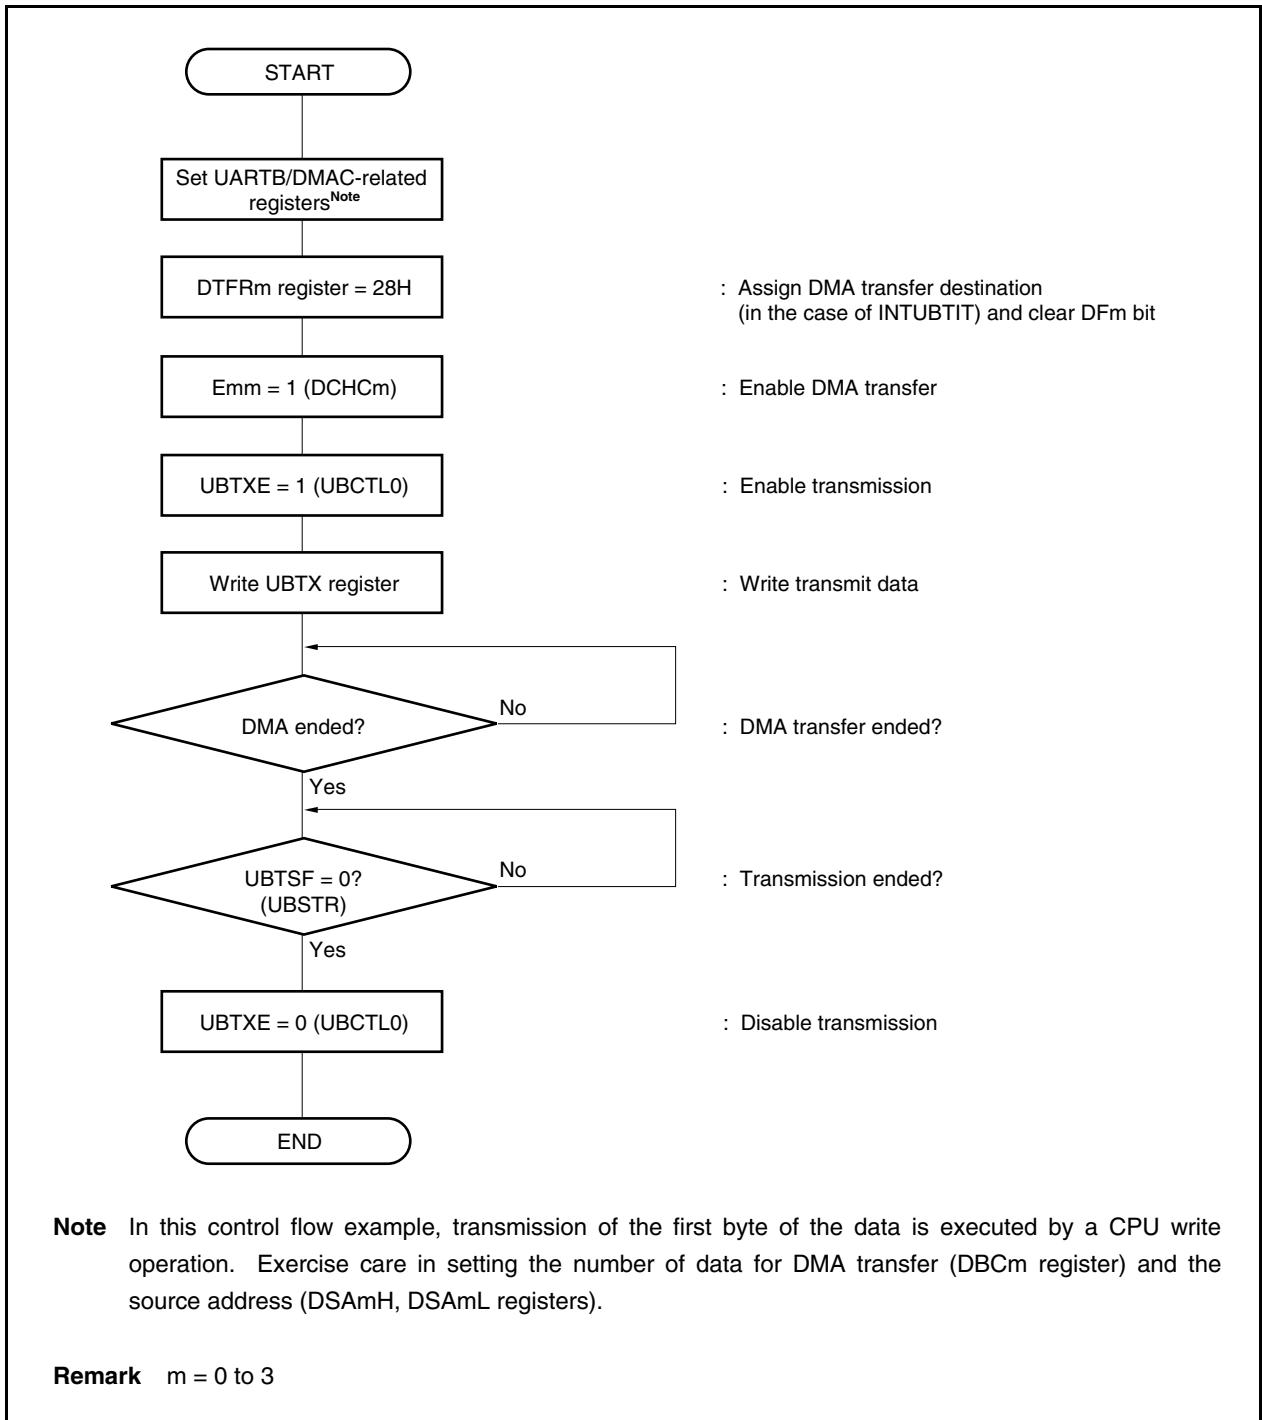 START
Set UARTB/DMAC-related
registersNote
DTFRm register = 28H
: Assign DMA transfer destination
(in the case of INTUBTIT) and clear DFm bit
Emm = 1 (DCHCm)
: Enable DMA transfer
UBTXE = 1 (UBCTL0)
: Enable transmission
Write UBTX register
: Write transmit data
No
DMA ended?
: DMA transfer ended?
Yes
No
UBTSF = 0?
(UBSTR)
: Transmission ended?
Yes
UBTXE = 0 (UBCTL0)
: Disable transmission
END
Note In this control flow example, transmission of the first byte of the data is executed by a CPU write
operation. Exercise care in setting the number of data for DMA transfer (DBCm register) and the
source address (DSAmH, DSAmL registers).
Remark m = 0 to 3